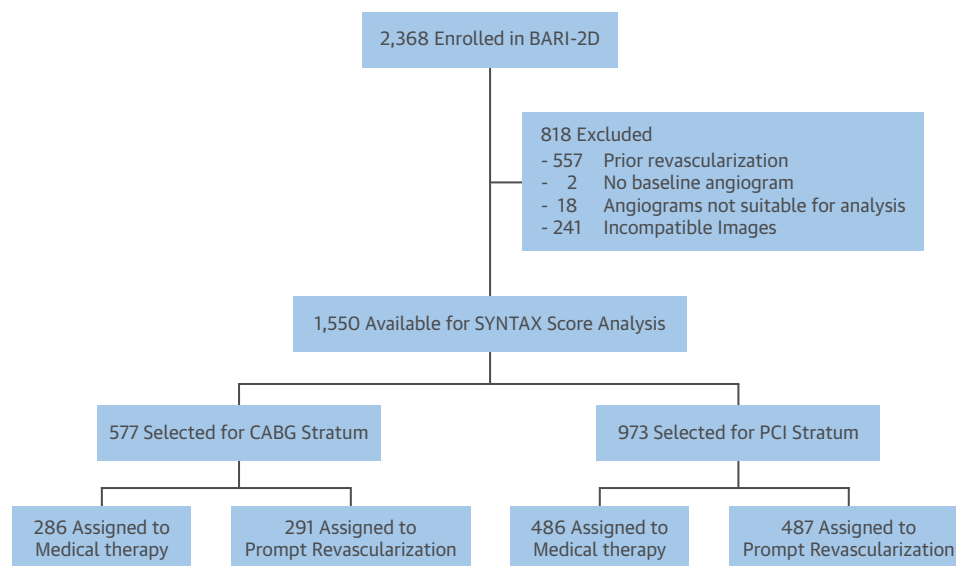 2,368 Enrolled in BARI-2D
818 Excluded
- 557 Prior revascularization
- 2 No baseline angiogram
- 18 Angiograms not suitable for analysis
- 241 Incompatible Images
1,550 Available for SYNTAX Score Analysis
577 Selected for CABG Stratum
973 Selected for PCI Stratum
286 Assigned to
Medical therapy
291 Assigned to
Prompt Revascularization
486 Assigned to
Medical therapy
487 Assigned to
Prompt Revascularization